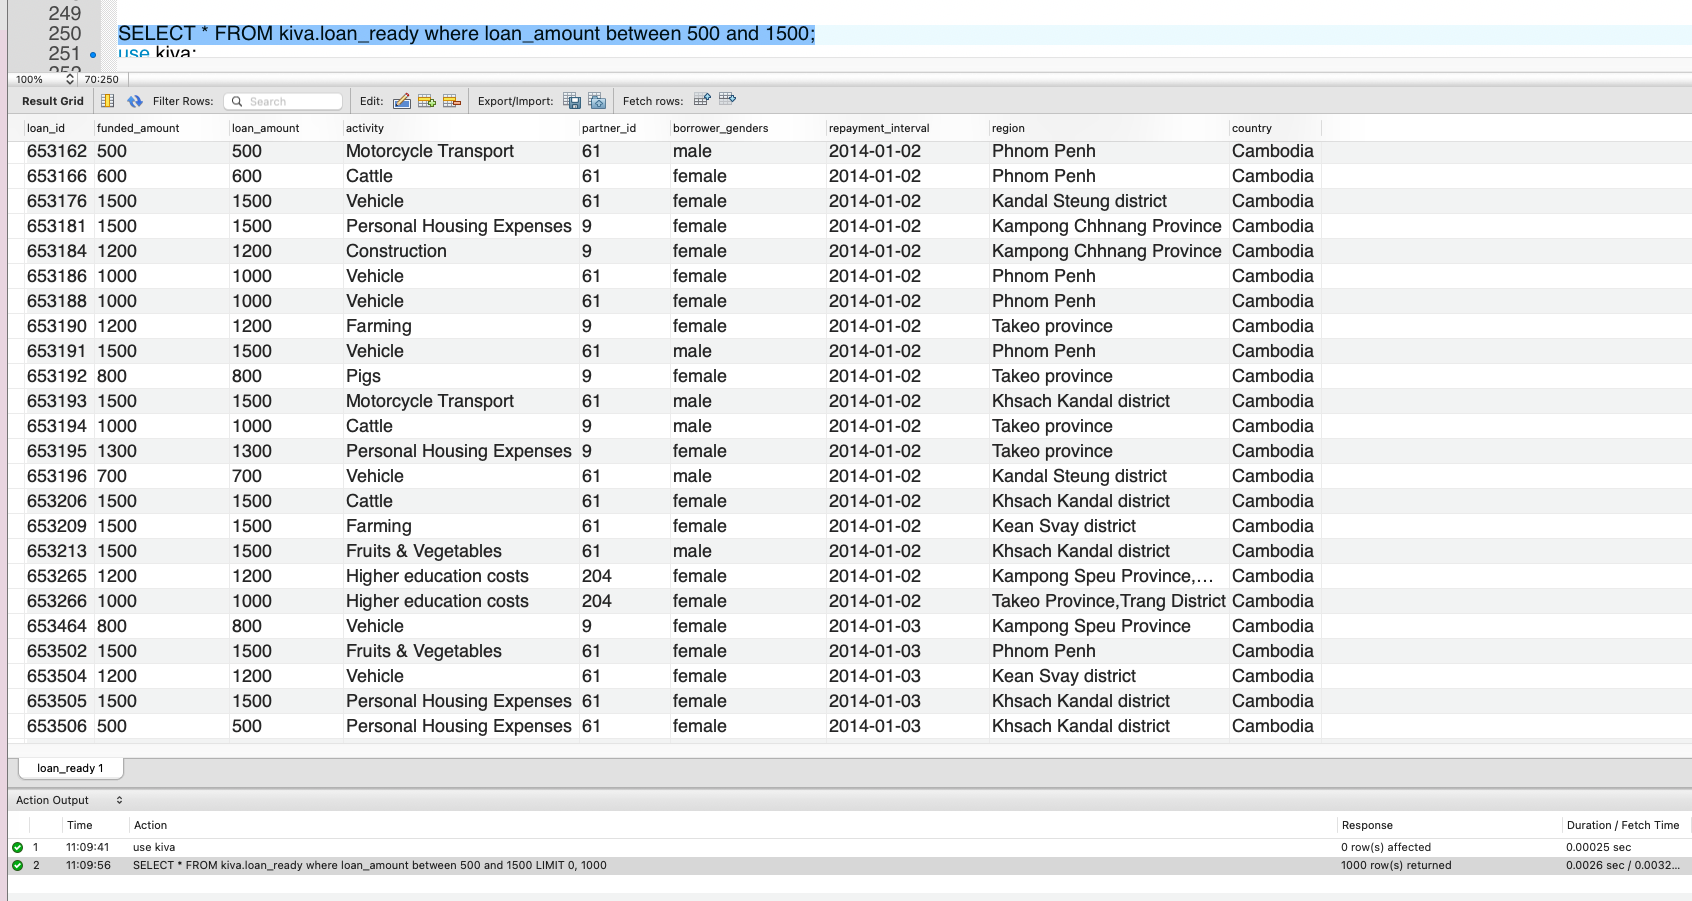 249
250 SELECT * FROM kiva.loan_ready where loan_amount between 500 and 1500;
251 use kiva;
252
100% 70:250
Result Grid Filter Rows: Search Edit: Export/Import: Fetch rows:
loan_id funded_amount loan_amount activity partner_id borrower_genders repayment_interval region country
653162 500 500 Motorcycle Transport 61 male 2014-01-02 Phnom Penh Cambodia
653166 600 600 Cattle 61 female 2014-01-02 Phnom Penh Cambodia
653176 1500 1500 Vehicle 61 female 2014-01-02 Kandal Steung district Cambodia
653181 1500 1500 Personal Housing Expenses 9 female 2014-01-02 Kampong Chhnang Province Cambodia
653184 1200 1200 Construction 9 female 2014-01-02 Kampong Chhnang Province Cambodia
653186 1000 1000 Vehicle 61 female 2014-01-02 Phnom Penh Cambodia
653188 1000 1000 Vehicle 61 female 2014-01-02 Phnom Penh Cambodia
653190 1200 1200 Farming 9 female 2014-01-02 Takeo province Cambodia
653191 1500 1500 Vehicle 61 male 2014-01-02 Phnom Penh Cambodia
653192 800 800 Pigs 9 female 2014-01-02 Takeo province Cambodia
653193 1500 1500 Motorcycle Transport 61 male 2014-01-02 Khsach Kandal district Cambodia
653194 1000 1000 Cattle 9 male 2014-01-02 Takeo province Cambodia
653195 1300 1300 Personal Housing Expenses 9 female 2014-01-02 Takeo province Cambodia
653196 700 700 Vehicle 61 male 2014-01-02 Kandal Steung district Cambodia
653206 1500 1500 Cattle 61 female 2014-01-02 Khsach Kandal district Cambodia
653209 1500 1500 Farming 61 female 2014-01-02 Kean Svay district Cambodia
653213 1500 1500 Fruits & Vegetables 61 male 2014-01-02 Khsach Kandal district Cambodia
653265 1200 1200 Higher education costs 204 female 2014-01-02 Kampong Speu Province,... Cambodia
653266 1000 1000 Higher education costs 204 female 2014-01-02 Takeo Province,Trang District Cambodia
653464 800 800 Vehicle 9 female 2014-01-03 Kampong Speu Province Cambodia
653502 1500 1500 Fruits & Vegetables 61 female 2014-01-03 Phnom Penh Cambodia
653504 1200 1200 Vehicle 61 female 2014-01-03 Kean Svay district Cambodia
653505 1500 1500 Personal Housing Expenses 61 female 2014-01-03 Khsach Kandal district Cambodia
653506 500 500 Personal Housing Expenses 61 female 2014-01-03 Khsach Kandal district Cambodia
loan_ready 1
Action Output
Time Action Response Duration / Fetch Time
1 11:09:41 use kiva 0 row(s) affected 0.00025 sec
2 11:09:56 SELECT * FROM kiva.loan_ready where loan_amount between 500 and 1500 LIMIT 0, 1000 1000 row(s) returned 0.0026 sec / 0.0032...